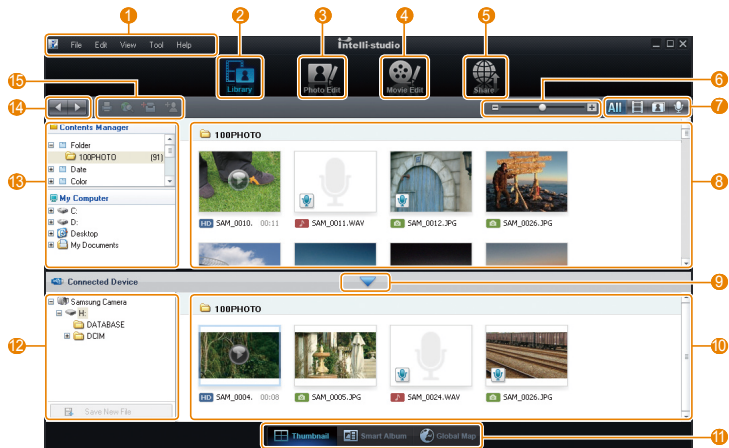 1
2
3
4
5
File Edit View Tool Help
Intelli-studio
Library
Photo Edit
Movie Edit
Share
6
15
14
All
7
Contents Manager
Folder
100PHOTO (91)
Date
Color
13
My Computer
C:
D:
Desktop
My Documents
100PHOTO
HD SAM_0010. 00:11
SAM_0011.WAV
SAM_0012.JPG
SAM_0026.JPG
8
Connected Device
9
Samsung Camera
H:
DATABASE
DCIM
12
Save New File
100PHOTO
HD SAM_0004. 00:08
SAM_0005.JPG
SAM_0024.WAV
SAM_0026.JPG
10
Thumbnail
Smart Album
Global Map
11